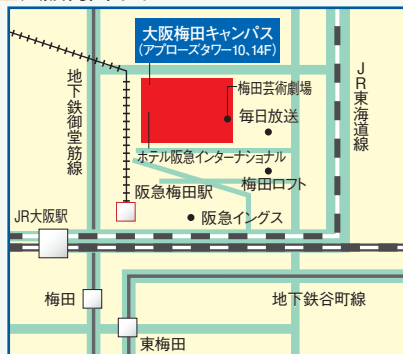 大阪梅田キャンパス
(アプローズタワー10、14F)
地下鉄御堂筋線
JR東海道線
梅田芸術劇場
毎日放送
ホテル阪急インターナショナル
阪急梅田駅
梅田ロフト
JR大阪駅
阪急イングス
梅田
地下鉄谷町線
東梅田